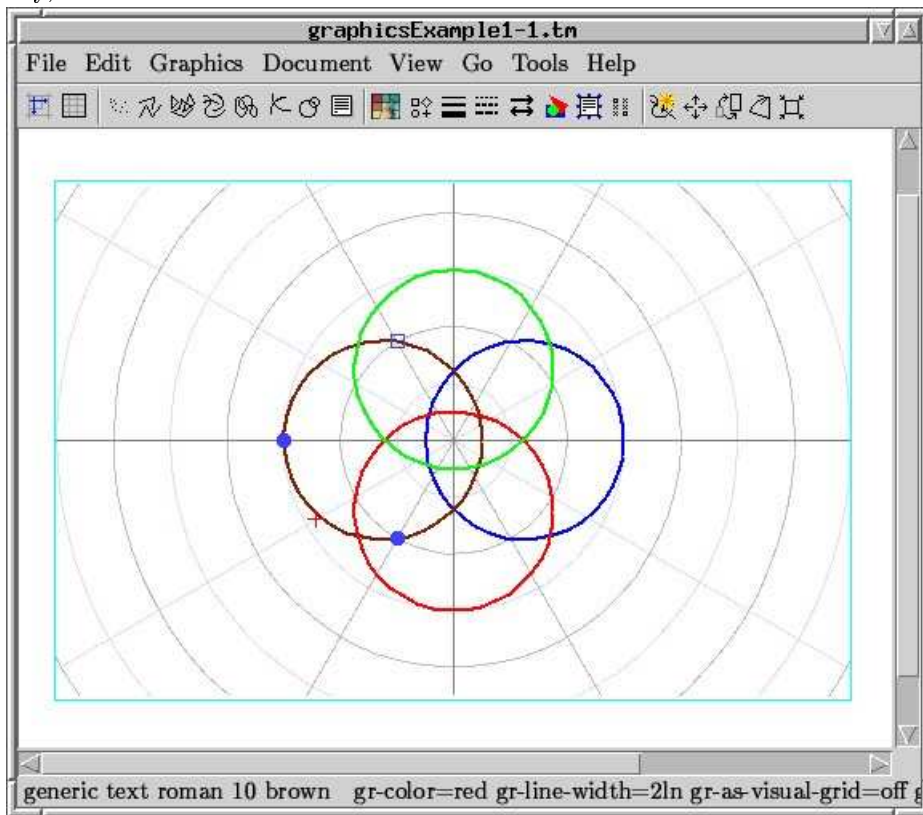 graphicsExample1-1.tm
File Edit Graphics Document View Go Tools Help
generic text roman 10 brown gr-color=red gr-line-width=2ln gr-as-visual-grid=off